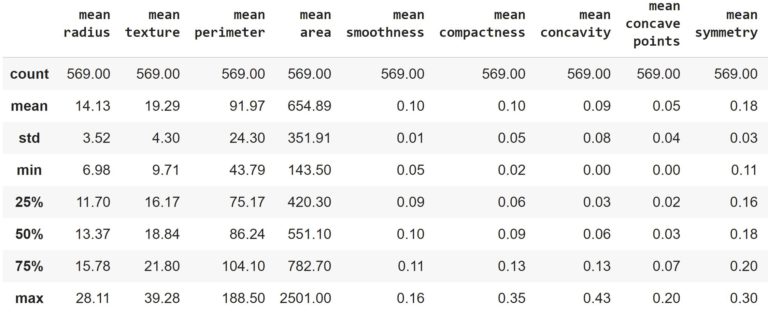 mean radius mean texture mean perimeter mean area mean smoothness mean compactness mean concavity mean concave points mean symmetry
count 569.00 569.00 569.00 569.00 569.00 569.00 569.00 569.00 569.00
mean 14.13 19.29 91.97 654.89 0.10 0.10 0.09 0.05 0.18
std 3.52 4.30 24.30 351.91 0.01 0.05 0.08 0.04 0.03
min 6.98 9.71 43.79 143.50 0.05 0.02 0.00 0.00 0.11
25% 11.70 16.17 75.17 420.30 0.09 0.06 0.03 0.02 0.16
50% 13.37 18.84 86.24 551.10 0.10 0.09 0.06 0.03 0.18
75% 15.78 21.80 104.10 782.70 0.11 0.13 0.13 0.07 0.20
max 28.11 39.28 188.50 2501.00 0.16 0.35 0.43 0.20 0.30